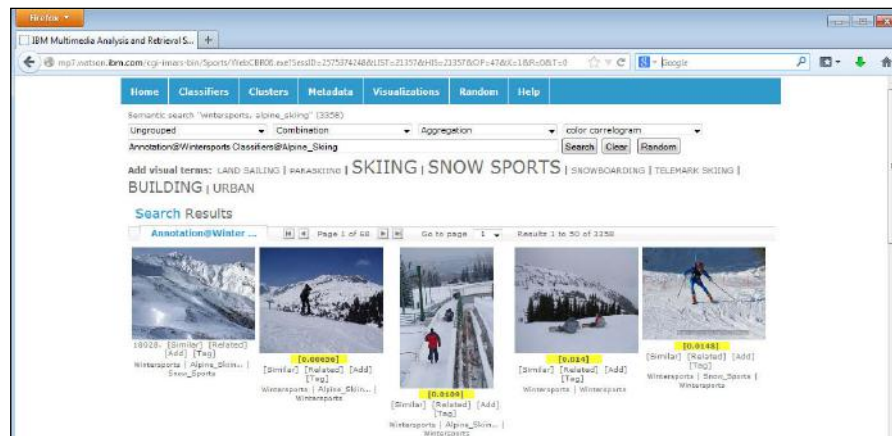 Firefox
IBM Multimedia Analysis and Retrieval S...
Google
Home Classifiers Clusters Metadata Visualizations Random Help
Semantic search "wintersports, alpine_skiing" (3358)
Ungrouped Combination Aggregation color correlogram
Annotation@Wintersports Classifiers@Alpine_Skiing Search Clear Random
Add visual terms: LAND SAILING | PARASKIING | SKIING | SNOW SPORTS | SNOWBOARDING | TELEMARK SKIING |
BUILDING | URBAN
Search Results
Annotation@Winter ... Page 1 of 68 Go to page 1 Results 1 to 50 of 3358
18028. [Similar] [Related]
[Add] [Tag]
Wintersports | Alpine_Skiin... |
Snow_Sports
[Similar] [Related] [Add]
[Tag]
Wintersports | Alpine_Skiin... |
Wintersports
[0.0109]
[Similar] [Related] [Add]
[Tag]
Wintersports | Alpine_Skiin... |
Wintersports
[0.014]
[Similar] [Related] [Add]
[Tag]
Wintersports | Wintersports
[0.0148]
[Similar] [Related] [Add]
[Tag]
Wintersports | Snow_Sports |
Wintersports